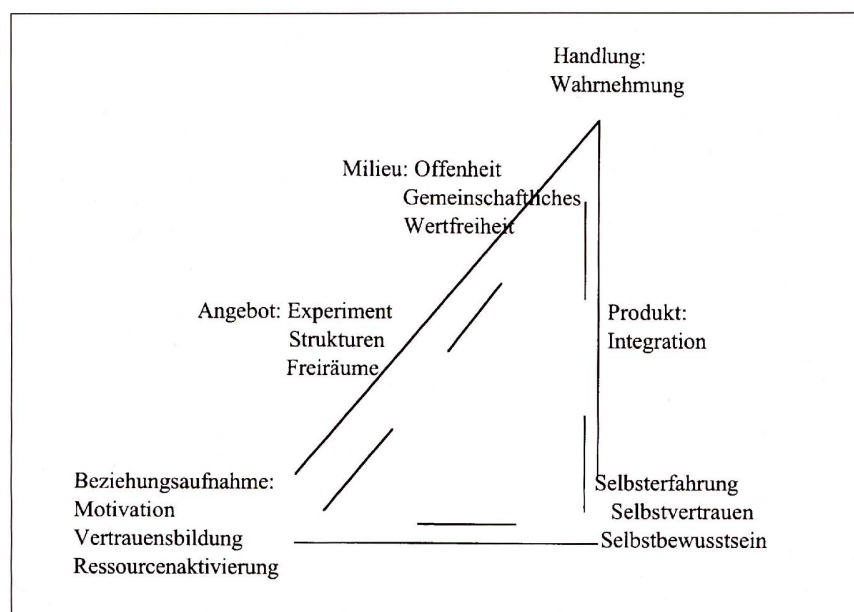 Handlung:
Wahrnehmung
Milieu: Offenheit
Gemeinschaftliches
Wertfreiheit
Angebot: Experiment
Strukturen
Freiräume
Produkt:
Integration
Beziehungsaufnahme:
Motivation
Vertrauensbildung
Ressourcenaktivierung
Selbsterfahrung
Selbstvertrauen
Selbstbewusstsein